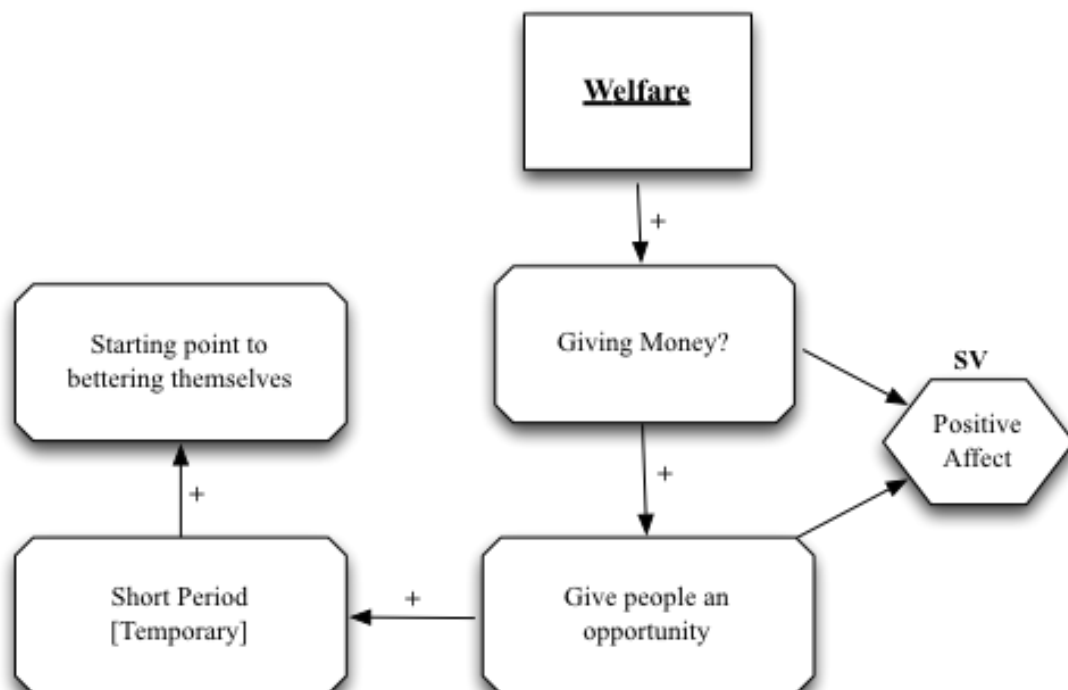 Welfare
+
Giving Money?
Starting point to
bettering themselves
SV
Positive
Affect
+
+
Short Period
[Temporary]
+
Give people an
opportunity